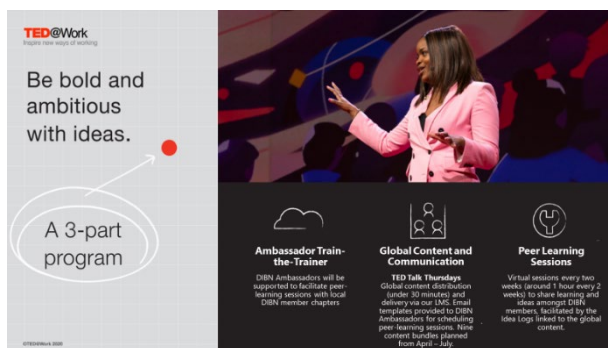 TED@Work
Inspire new ways of working
Be bold and
ambitious
with ideas.
A 3-part
program
Ambassador Train-
the-Trainer
DIBN Ambassadors will be
supported to facilitate peer-
learning sessions with local
DIBN member chapters
Global Content and
Communication
TED Talk Thursdays
Global content distribution
(under 30 minutes) and
delivery via our LMS. Email
templates provided to DIBN
Ambassadors for scheduling
peer-learning sessions. Nine
content bundles planned
from April – July.
Peer Learning
Sessions
Virtual sessions every two
weeks (around 1 hour every 2
weeks) to share learning and
ideas amongst DIBN
members, facilitated by the
Idea Logs linked to the global
content.
©TED@Work